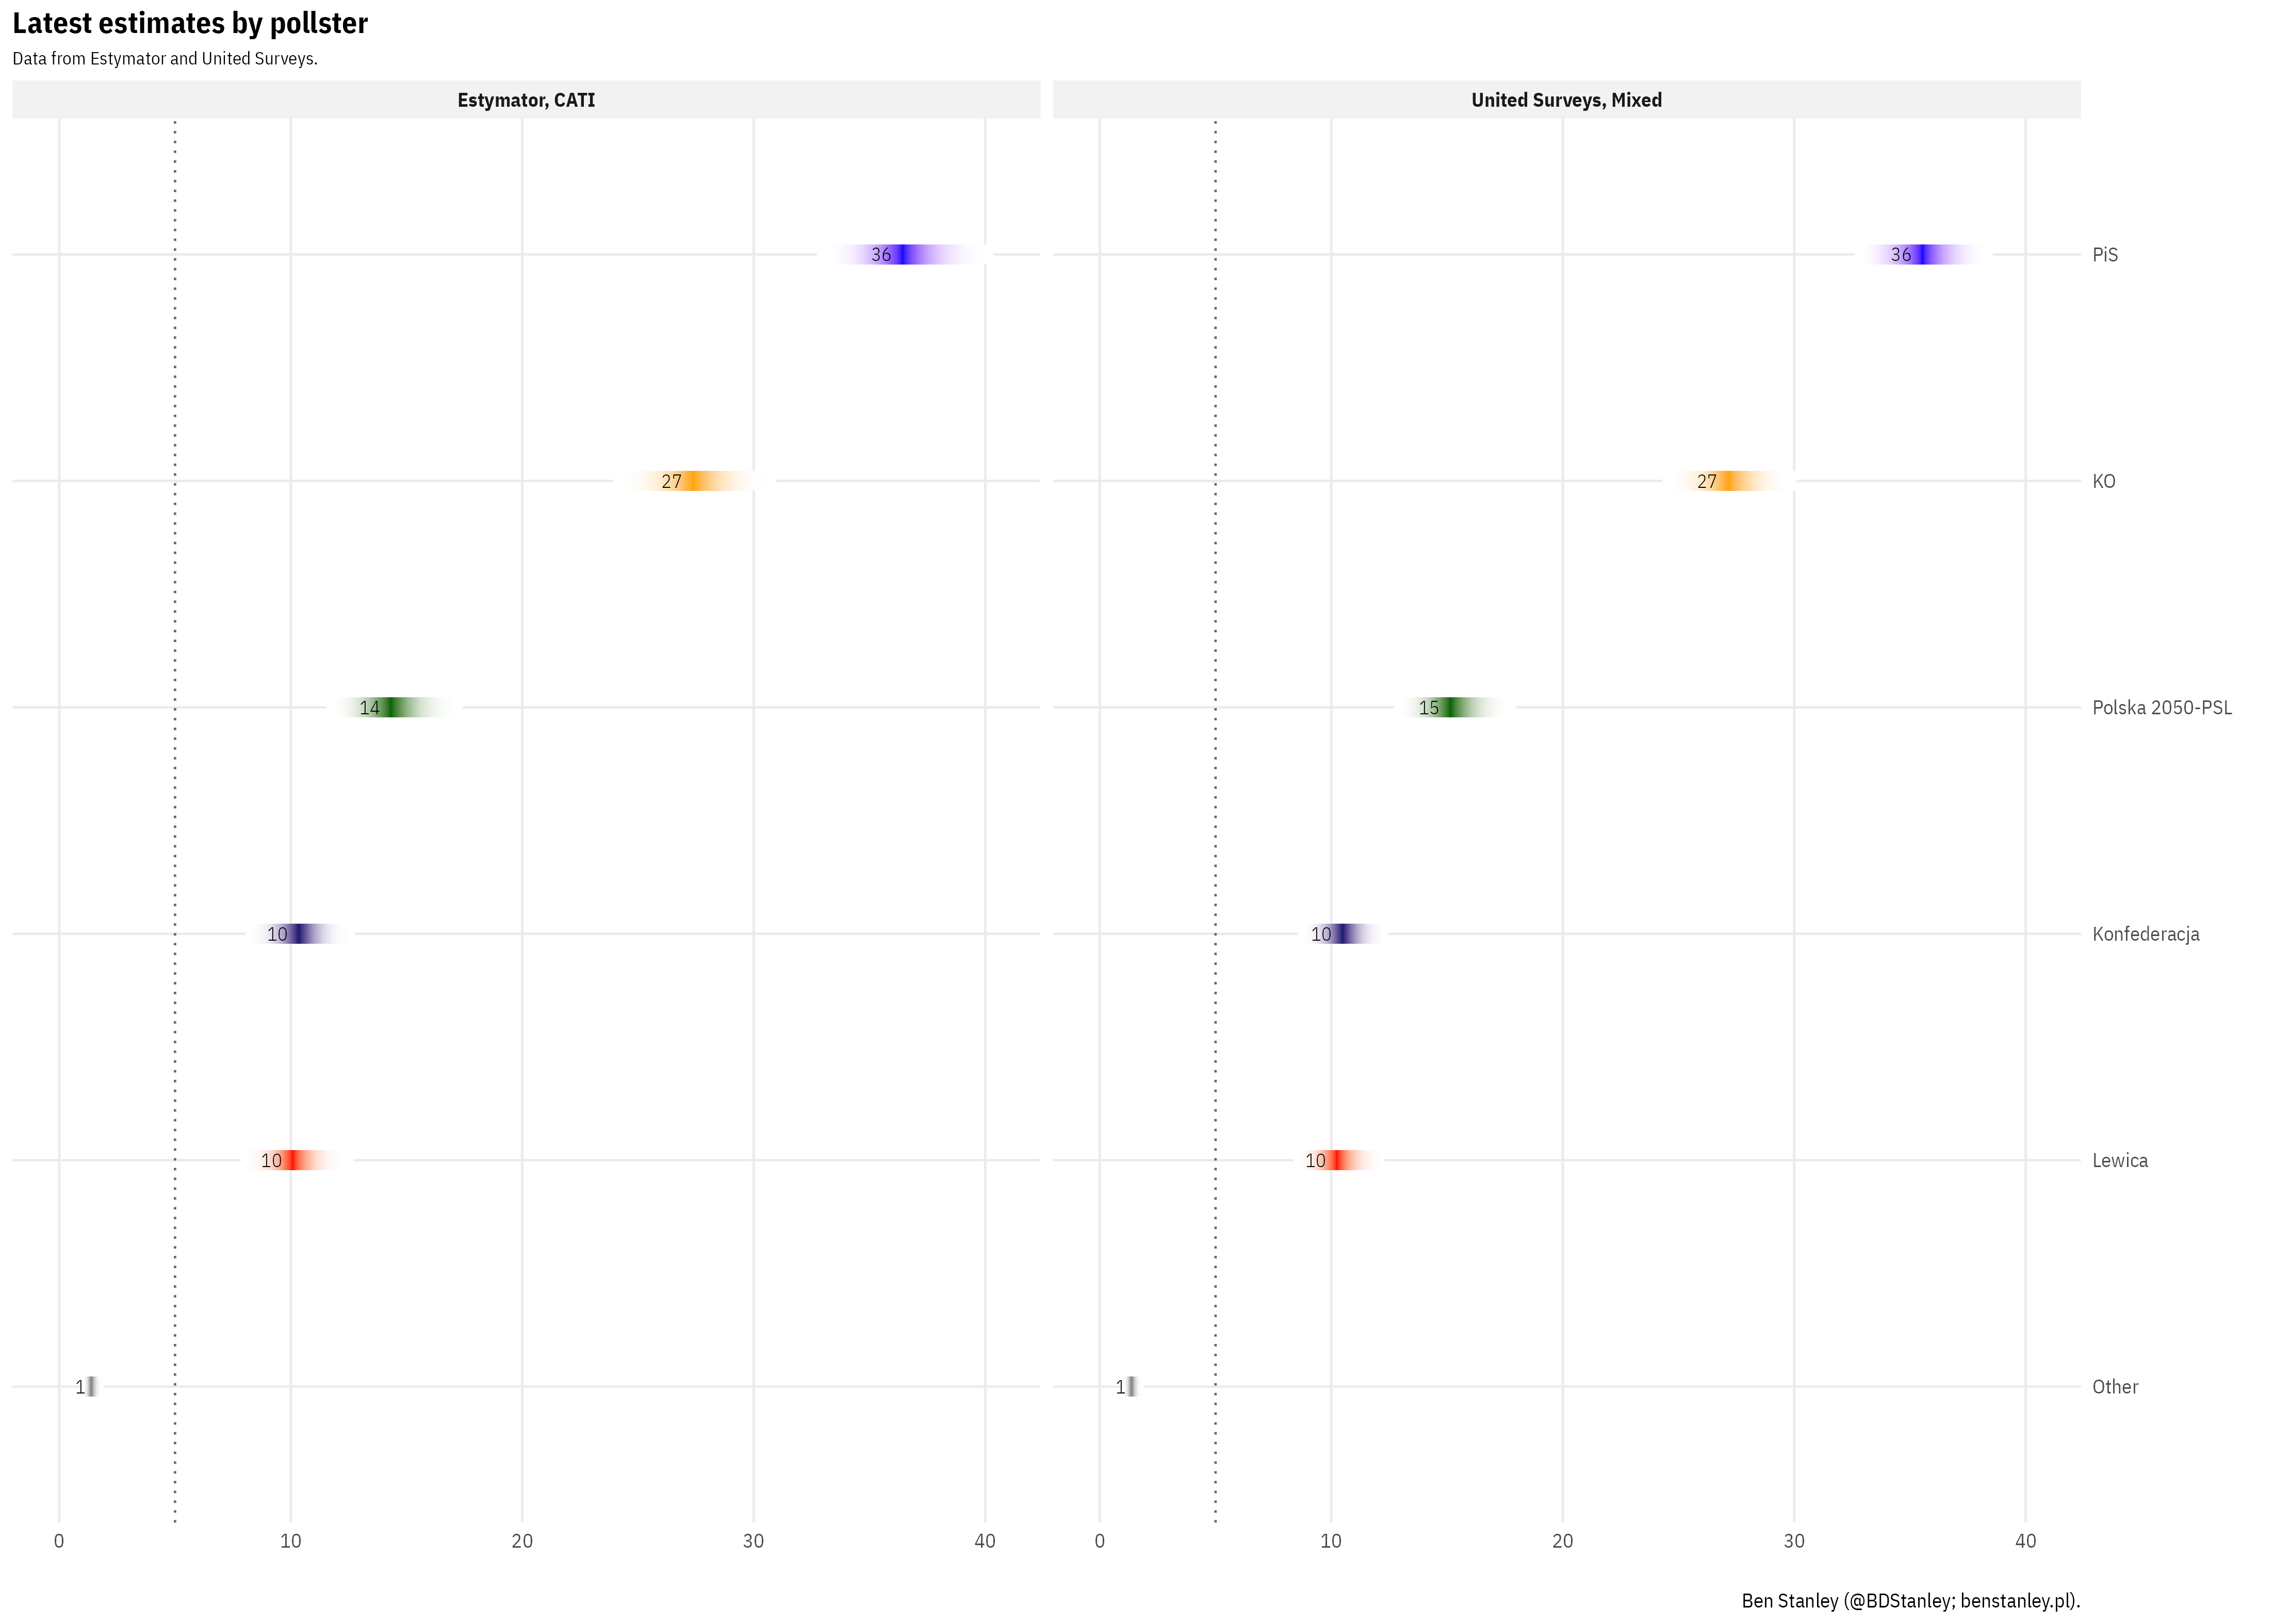 Latest estimates by pollster
Data from Estymator and United Surveys.
Estymator, CATI United Surveys, Mixed
36 36 PiS
27 27 KO
14 15 Polska 2050-PSL
10 10 Konfederacja
10 10 Lewica
1 1 Other
0 10 20 30 40 0 10 20 30 40
Ben Stanley (@BDStanley; benstanley.pl).